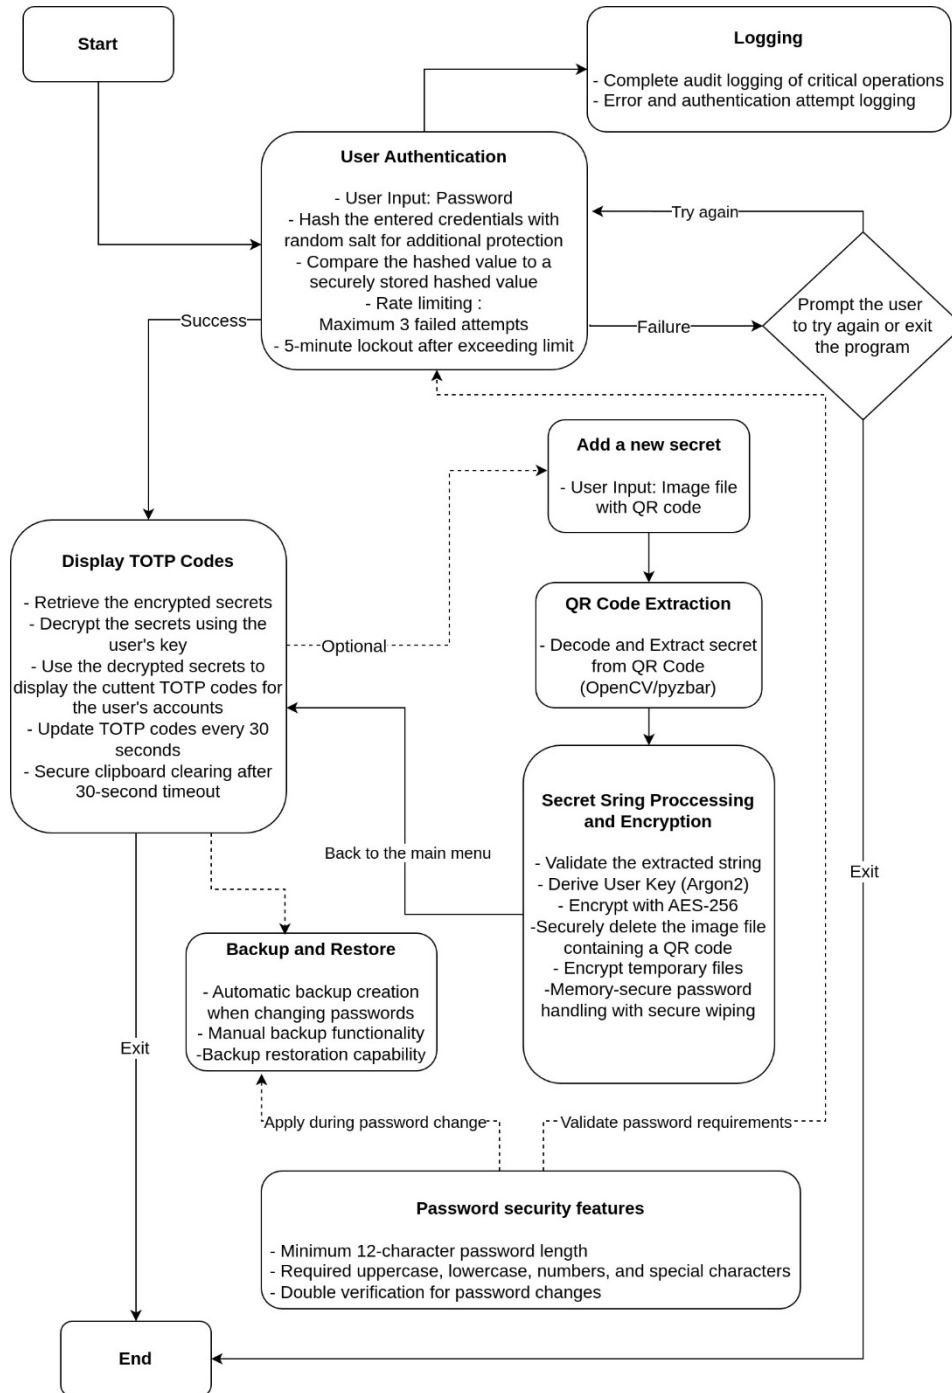 Start
Logging
- Complete audit logging of critical operations
- Error and authentication attempt logging
User Authentication
- User Input: Password
- Hash the entered credentials with
random salt for additional protection
- Compare the hashed value to a
securely stored hashed value
- Rate limiting :
Maximum 3 failed attempts
- 5-minute lockout after exceeding limit
Try again
Success
Failure
Prompt the user
to try again or exit
the program
Add a new secret
- User Input: Image file
with QR code
Display TOTP Codes
- Retrieve the encrypted secrets
- Decrypt the secrets using the
user's key
- Use the decrypted secrets to
display the cuttent TOTP codes for
the user's accounts
- Update TOTP codes every 30
seconds
- Secure clipboard clearing after
30-second timeout
Optional
QR Code Extraction
- Decode and Extract secret
from QR Code
(OpenCV/pyzbar)
Secret Sring Proccessing
and Encryption
- Validate the extracted string
- Derive User Key (Argon2)
- Encrypt with AES-256
-Securely delete the image file
containing a QR code
- Encrypt temporary files
-Memory-secure password
handling with secure wiping
Back to the main menu
Exit
Backup and Restore
- Automatic backup creation
when changing passwords
- Manual backup functionality
-Backup restoration capability
Exit
Apply during password change
Validate password requirements
Password security features
- Minimum 12-character password length
- Required uppercase, lowercase, numbers, and special characters
- Double verification for password changes
End